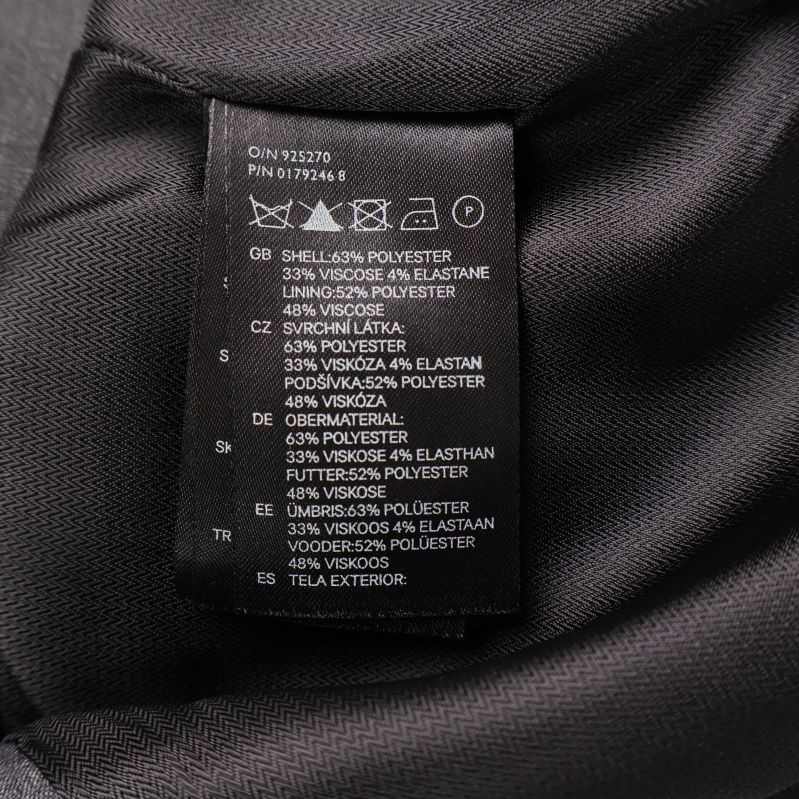 O/N 925270
P/N 0179246 8
P
GB SHELL:63% POLYESTER
33% VISCOSE 4% ELASTANE
LINING:52% POLYESTER
48% VISCOSE
CZ SVRCHNÍ LÁTKA:
63% POLYESTER
33% VISKÓZA 4% ELASTAN
PODŠÍVKA:52% POLYESTER
48% VISKÓZA
DE OBERMATERIAL:
63% POLYESTER
33% VISKOSE 4% ELASTHAN
FUTTER:52% POLYESTER
48% VISKOSE
EE ÜMBRIS:63% POLÜESTER
33% VISKOOS 4% ELASTAAN
VOODER:52% POLÜESTER
48% VISKOOS
ES TELA EXTERIOR:
SK
TR